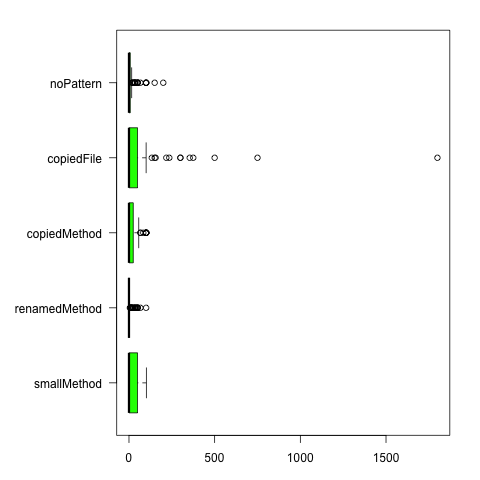 noPattern
copiedFile
copiedMethod
renamedMethod
smallMethod
0 500 1000 1500